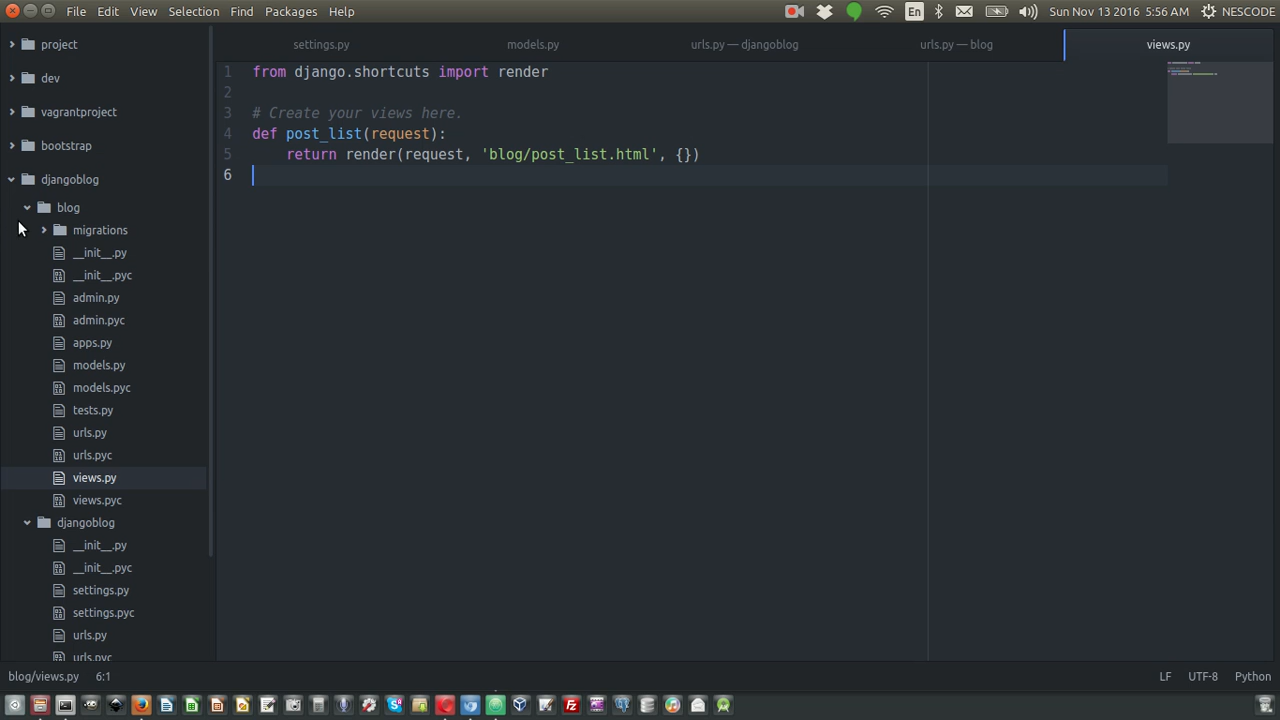 File Edit View Selection Find Packages Help
En
Sun Nov 13 2016 5:56 AM
NESCODE
project
dev
vagrantproject
bootstrap
djangoblog
blog
migrations
__init__.py
__init__.pyc
admin.py
admin.pyc
apps.py
models.py
models.pyc
tests.py
urls.py
urls.pyc
views.py
views.pyc
djangoblog
__init__.py
__init__.pyc
settings.py
settings.pyc
urls.py
urls.pyc
settings.py
models.py
urls.py — djangoblog
urls.py — blog
views.py
1 from django.shortcuts import render
2
3 # Create your views here.
4 def post_list(request):
5 return render(request, 'blog/post_list.html', {})
6
blog/views.py 6:1
LF UTF-8 Python